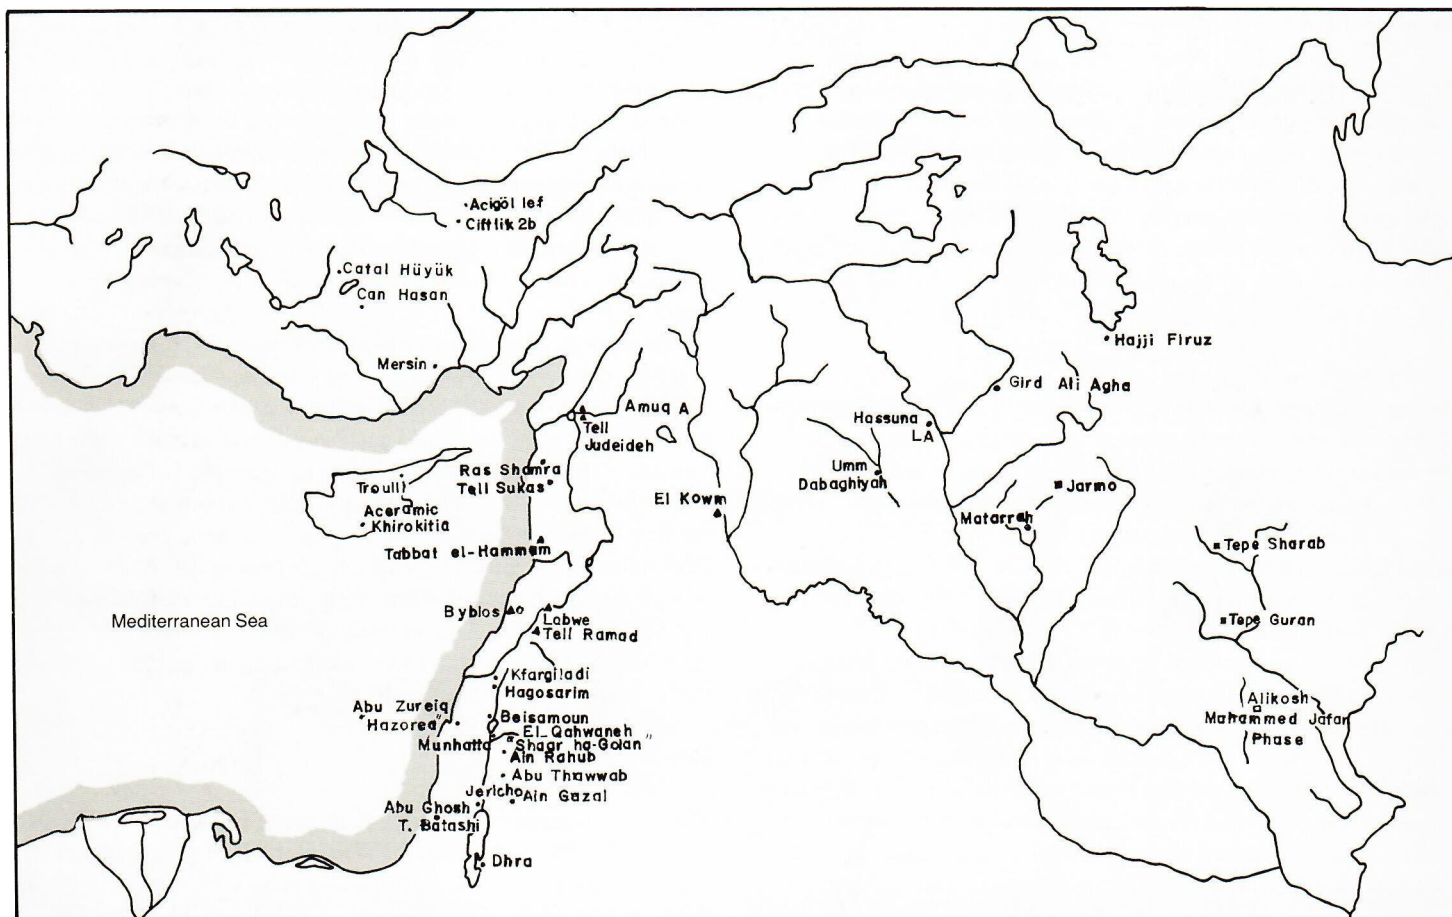 Acigöl lef
Ciftlik 2b
Catal Hüyük
Can Hasan
Mersin
Hajji Firuz
Gird Ali Agha
Amuq A
Tell
Judeideh
Hassuna
LA
Umm
Dabaghiyah
Ras Shamra
Tell Sukas
El Kowm
Jarmo
Matarrah
Troulli
Aceramic
Khirokitia
Tabbat el-Hammam
Tepe Sharab
Tepe Guran
Byblos
Labwe
Tell Ramad
Mediterranean Sea
Kfargiladi
Hagosarim
Abu Zureiq
"Hazorea"
Beisamoun
El-Qahwaneh
Munhatta
Shaar ha-Golan"
Ain Rahub
Abu Thawwab
Jericho
Ain Gazal
Abu Ghosh
T. Batashi
Dhra
Alikosh
Mahammed Jafar
Phase